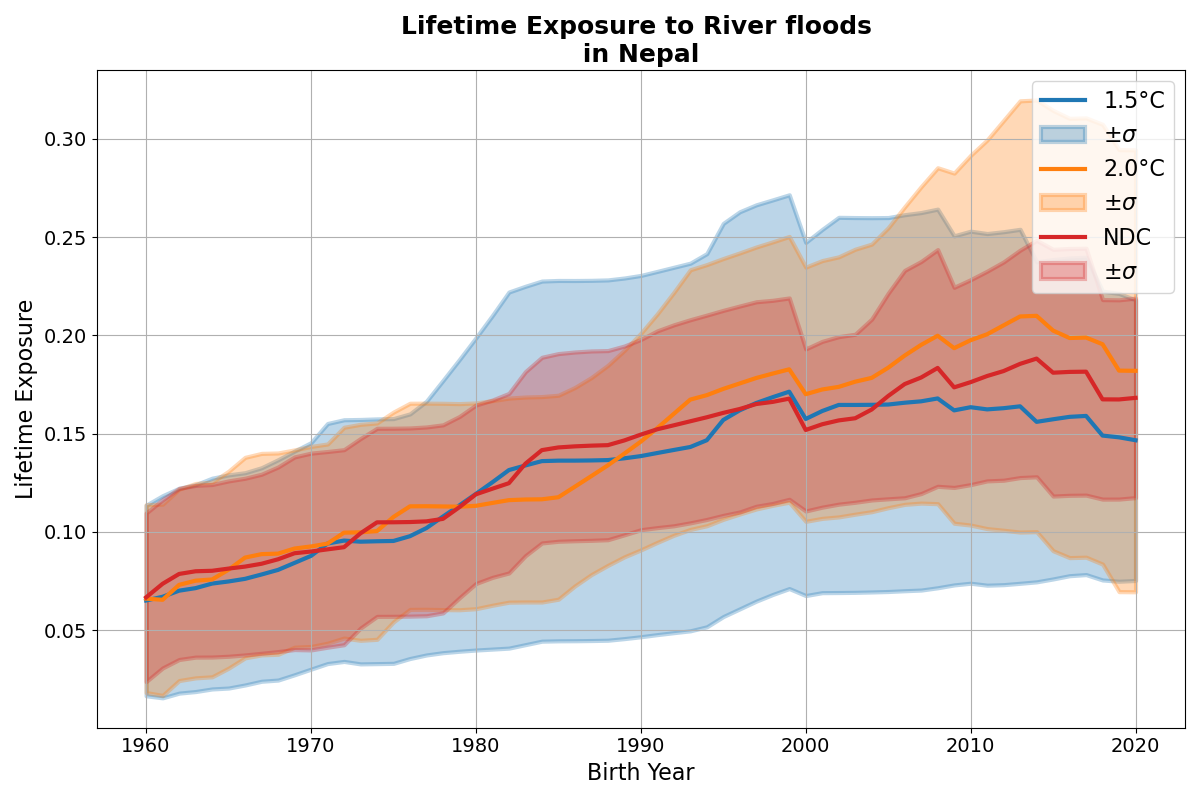 Lifetime Exposure to River floods
in Nepal
Lifetime Exposure
0.30
0.25
0.20
0.15
0.10
0.05
1960
1970
1980
1990
2000
2010
2020
Birth Year
1.5°C
±σ
2.0°C
±σ
NDC
±σ